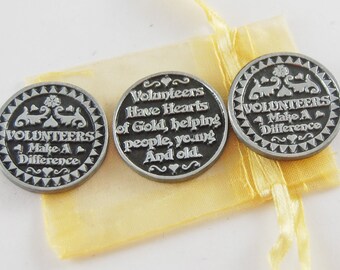 VOLUNTEERS
Make A
Difference
Volunteers
Have Hearts
of Gold, helping
people, young
And old.
VOLUNTEERS
Make A
Difference